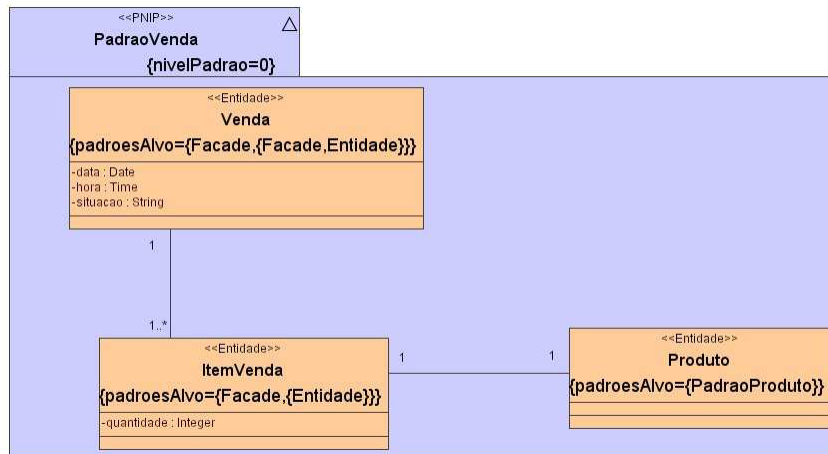 <<PNIP>>
PadraoVenda
{nivelPadrao=0}
<<Entidade>>
Venda
{padroesAlvo={Facade,{Facade,Entidade}}}
-data : Date
-hora : Time
-situacao : String
1
1..*
<<Entidade>>
ItemVenda
{padroesAlvo={Facade,{Entidade}}}
-quantidade : Integer
1
1
<<Entidade>>
Produto
{padroesAlvo={PadraoProduto}}